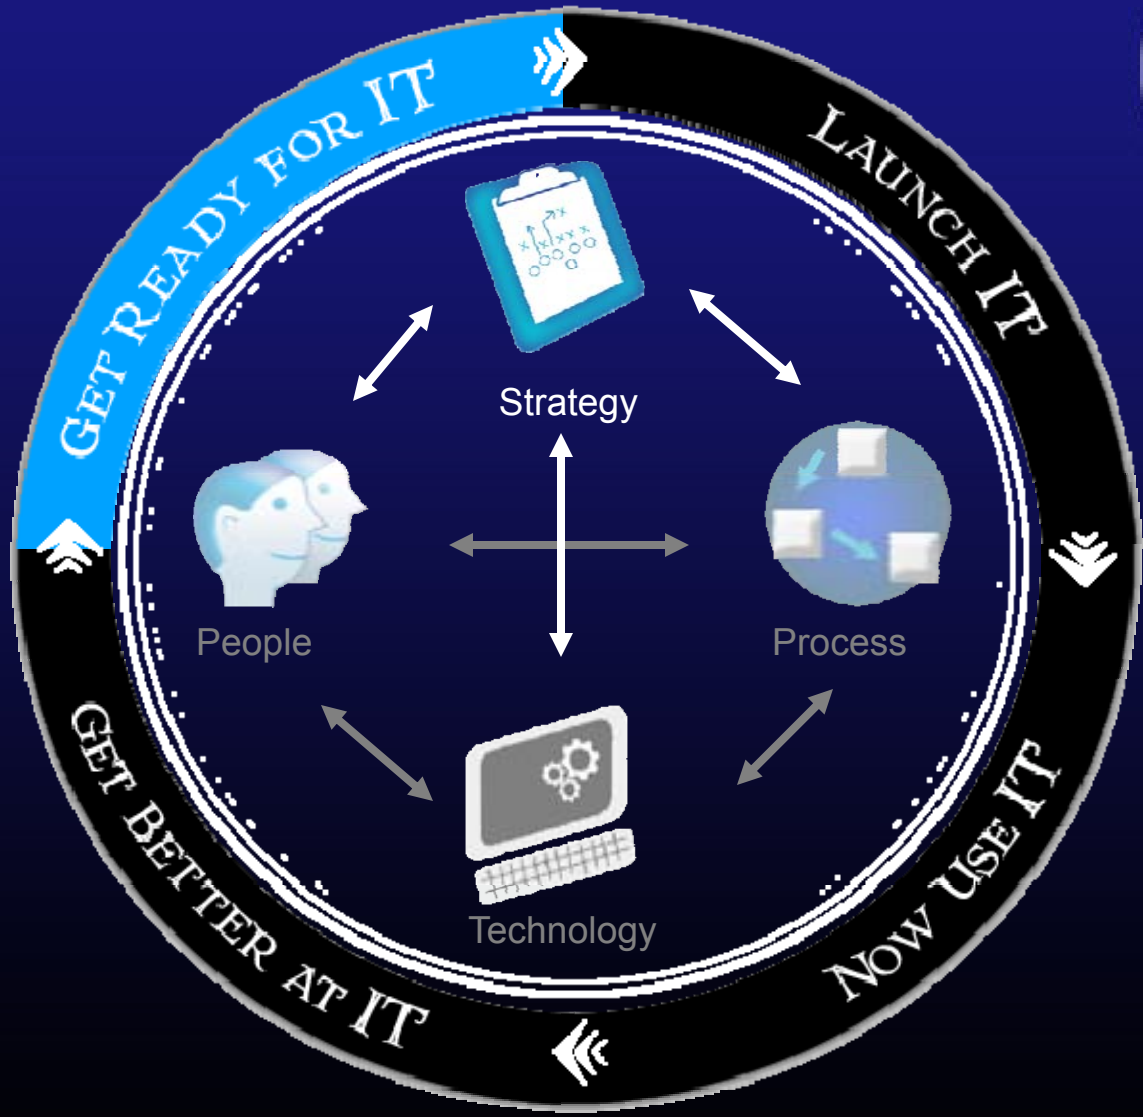 GET READY FOR IT
LAUNCH IT
Strategy
People
Process
Technology
GET BETTER AT IT
NOW USE IT